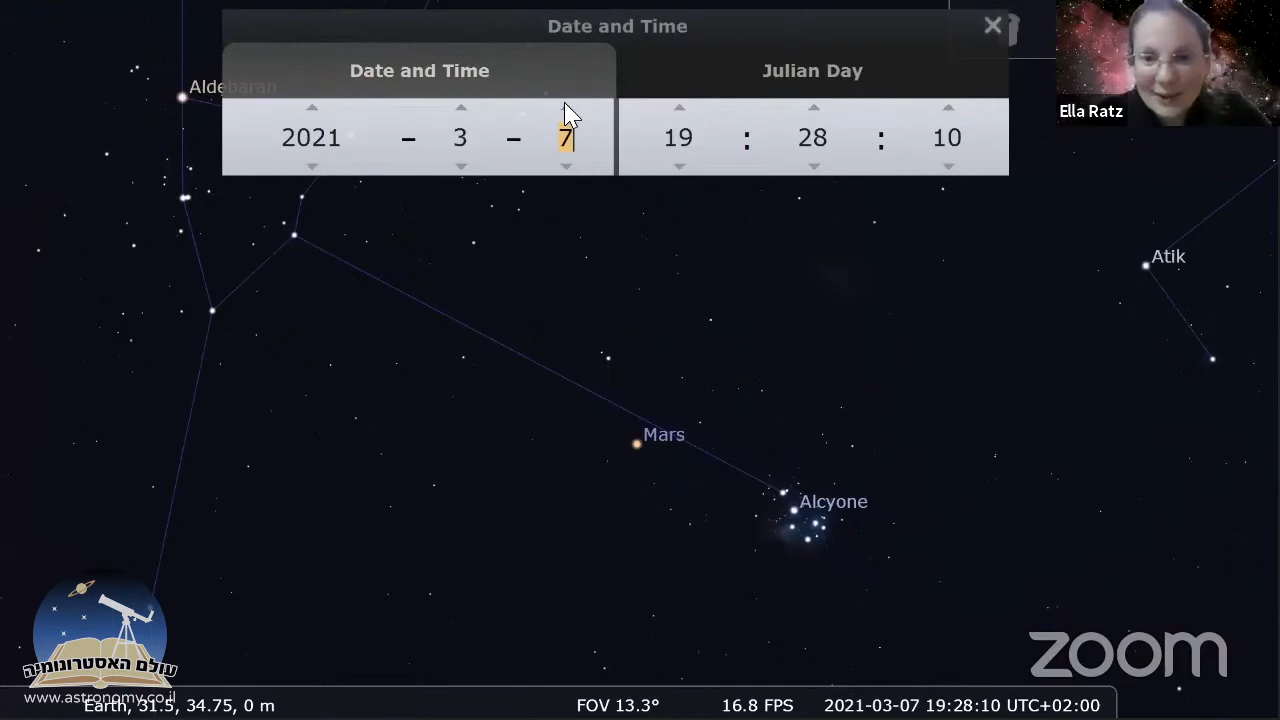 Date and Time
Date and Time
Julian Day
2021 – 3 – 7
19 : 28 : 10
Ella Ratz
Aldebaran
Atik
Mars
Alcyone
עולם האסטרונומיה
www.astronomy.co.il
zoom
Earth, 31.5, 34.75, 0 m
FOV 13.3°
16.8 FPS
2021-03-07 19:28:10 UTC+02:00